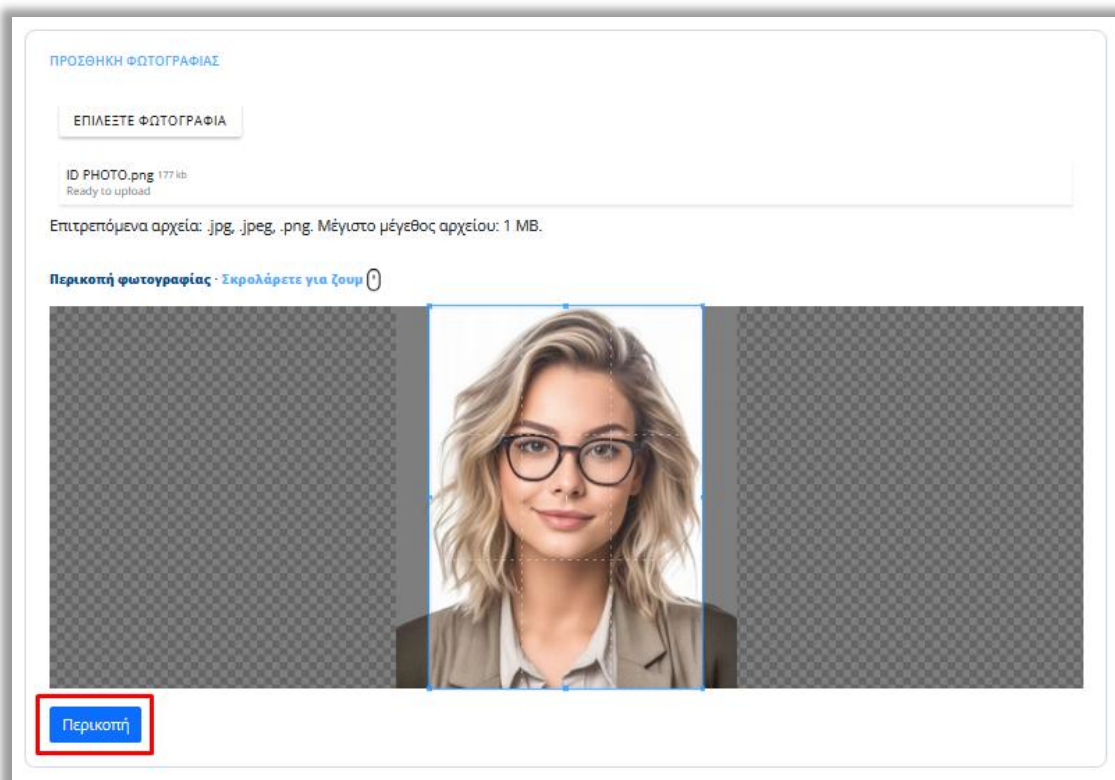 ΠΡΟΣΘΗΚΗ ΦΩΤΟΓΡΑΦΙΑΣ
ΕΠΙΛΕΞΤΕ ΦΩΤΟΓΡΑΦΙΑ
ID PHOTO.png 177 kb
Ready to upload
Επιτρεπόμενα αρχεία: .jpg, .jpeg, .png. Μέγιστο μέγεθος αρχείου: 1 MB.
Περικοπή φωτογραφίας · Σκρολάρετε για ζουμ
Περικοπή